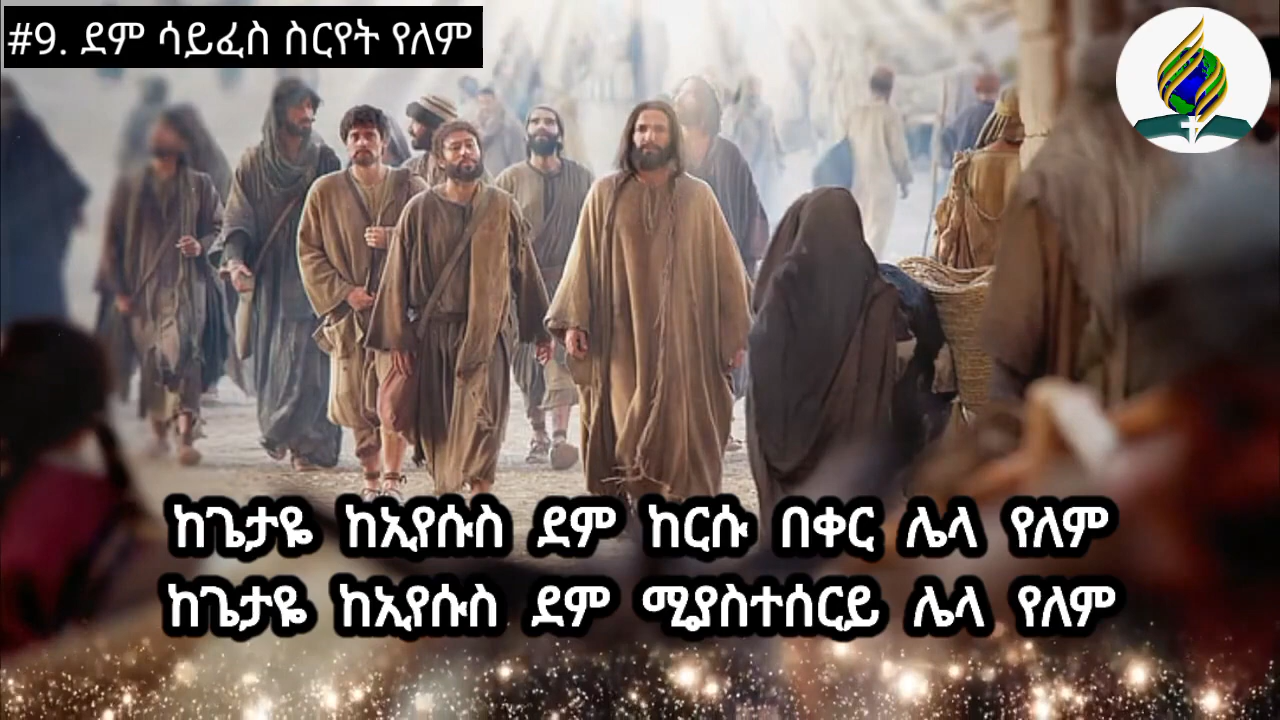 #9. ደም ሳይፈስ ስርየት የለም
ከጌታዬ ከኢየሱስ ደም ከርሱ በቀር ሌላ የለም
ከጌታዬ ከኢየሱስ ደም ሚያስተሰርይ ሌላ የለም